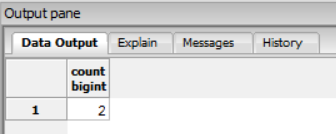 Output pane
Data Output Explain Messages History
count
bigint
1 2